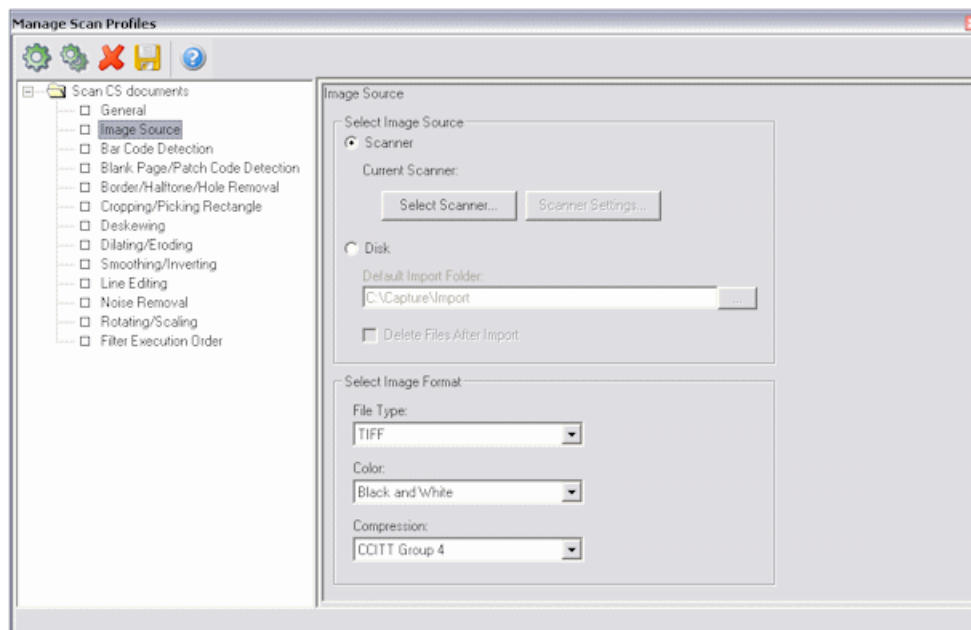 Manage Scan Profiles
Scan CS documents
General
Image Source
Bar Code Detection
Blank Page/Patch Code Detection
Border/Halftone/Hole Removal
Cropping/Picking Rectangle
Deskewing
Dilating/Eroding
Smoothing/Inverting
Line Editing
Noise Removal
Rotating/Scaling
Filter Execution Order
Image Source
Select Image Source
Scanner
Current Scanner:
Select Scanner... Scanner Settings...
Disk
Default Import Folder:
C:\Capture\Import ...
Delete Files After Import
Select Image Format
File Type:
TIFF
Color:
Black and White
Compression:
CCITT Group 4